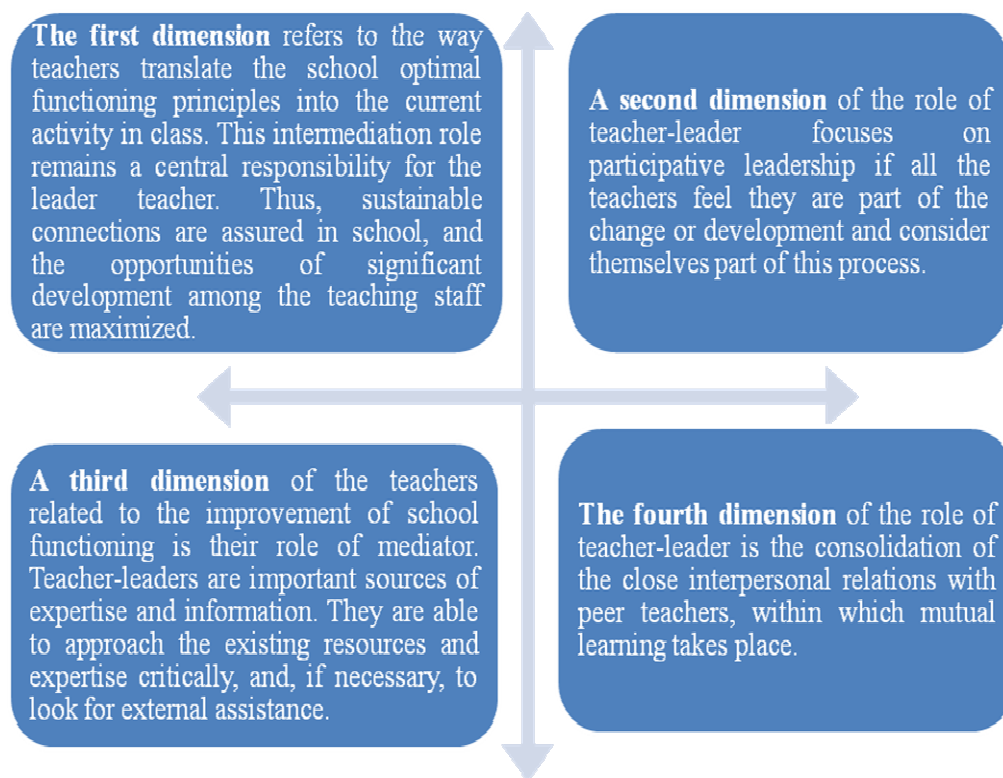 The first dimension refers to the way
teachers translate the school optimal
functioning principles into the current
activity in class. This intermediation role
remains a central responsibility for the
leader teacher. Thus, sustainable
connections are assured in school, and
the opportunities of significant
development among the teaching staff
are maximized.
A second dimension of the role of
teacher-leader focuses on
participative leadership if all the
teachers feel they are part of the
change or development and consider
themselves part of this process.
A third dimension of the teachers
related to the improvement of school
functioning is their role of mediator.
Teacher-leaders are important sources of
expertise and information. They are able
to approach the existing resources and
expertise critically, and, if necessary, to
look for external assistance.
The fourth dimension of the role of
teacher-leader is the consolidation of
the close interpersonal relations with
peer teachers, within which mutual
learning takes place.